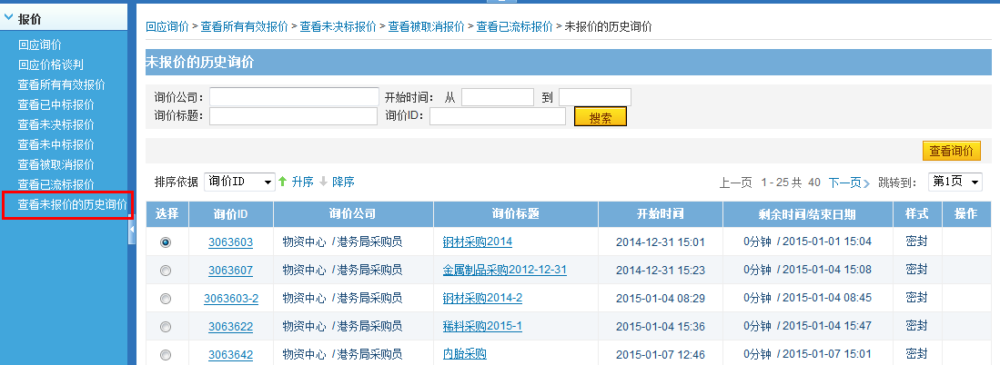 报价
回应询价
回应价格谈判
查看所有有效报价
查看已中标报价
查看未决标报价
查看未中标报价
查看被取消报价
查看已流标报价
查看未报价的历史询价
回应询价 > 查看所有有效报价 > 查看未决标报价 > 查看被取消报价 > 查看已流标报价 > 未报价的历史询价
未报价的历史询价
询价公司: 开始时间: 从 到
询价标题: 询价ID: 搜索
查看询价
排序依据 询价ID 升序 降序 上一页 1 - 25 共 40 下一页 跳转到: 第1页
选择 询价ID 询价公司 询价标题 开始时间 剩余时间/结束日期 样式 操作
3063603 物资中心 / 港务局采购员 钢材采购2014 2014-12-31 15:01 0分钟 / 2015-01-01 15:04 密封
3063607 物资中心 / 港务局采购员 金属制品采购2012-12-31 2014-12-31 15:23 0分钟 / 2015-01-04 15:08 密封
3063603-2 物资中心 / 港务局采购员 钢材采购2014-2 2015-01-04 08:29 0分钟 / 2015-01-04 08:45 密封
3063622 物资中心 / 港务局采购员 稀料采购2015-1 2015-01-04 15:36 0分钟 / 2015-01-04 15:47 密封
3063642 物资中心 / 港务局采购员 内胎采购 2015-01-07 12:46 0分钟 / 2015-01-07 15:01 密封